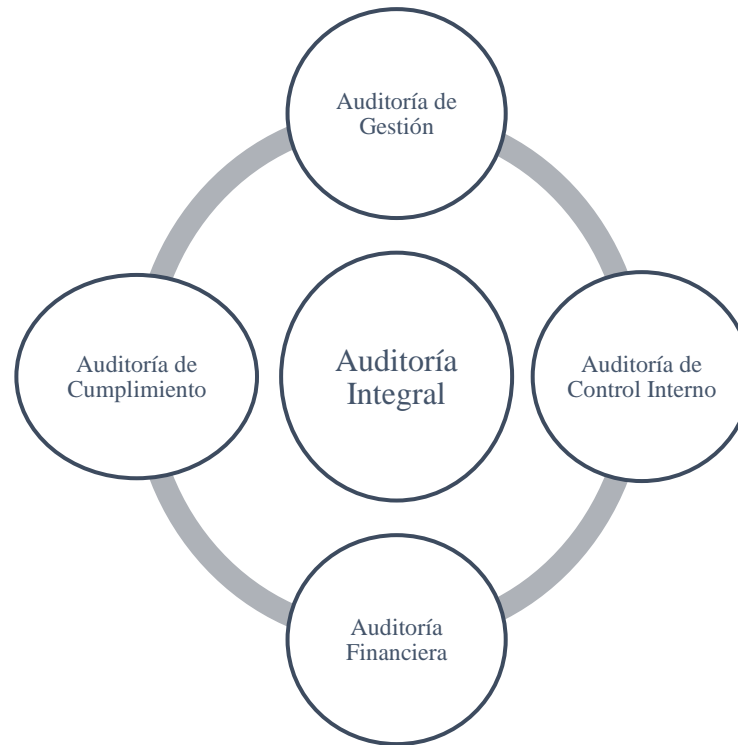 Auditoría de
Gestión
Auditoría de
Cumplimiento
Auditoría
Integral
Auditoría de
Control Interno
Auditoría
Financiera